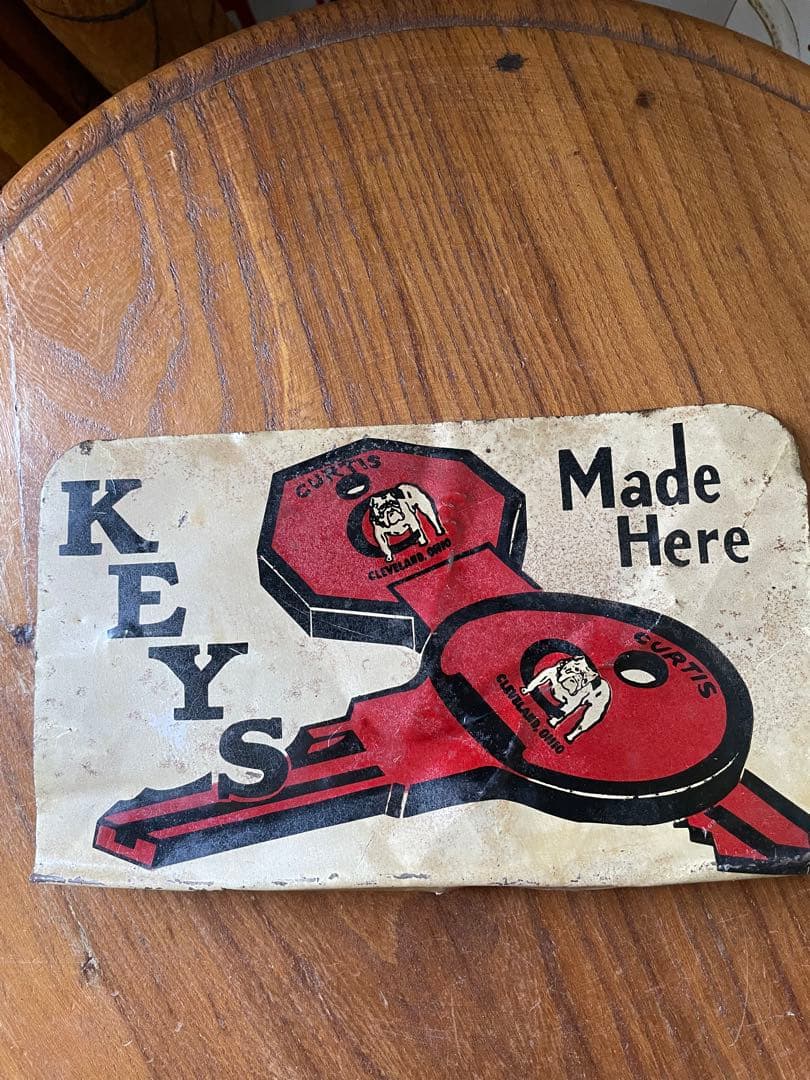 KEYS
Made
Here
CURTIS
CLEVELAND, OHIO
CURTIS
CLEVELAND, OHIO